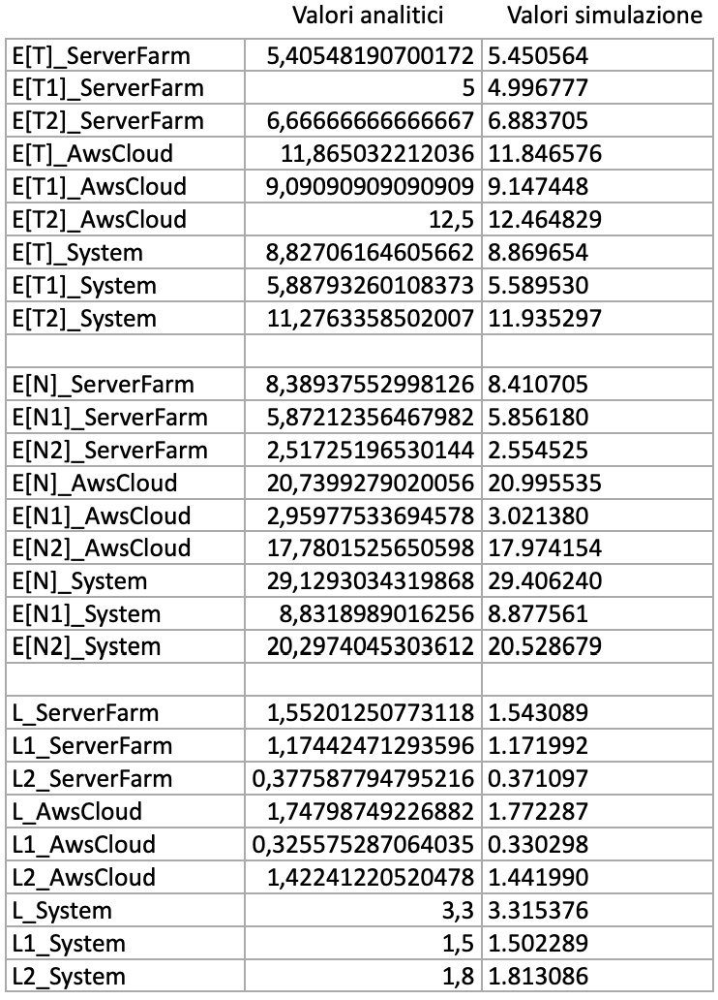 Valori analitici Valori simulazione
E[T]_ServerFarm 5,40548190700172 5.450564
E[T1]_ServerFarm 5 4.996777
E[T2]_ServerFarm 6,66666666666667 6.883705
E[T]_AwsCloud 11,865032212036 11.846576
E[T1]_AwsCloud 9,09090909090909 9.147448
E[T2]_AwsCloud 12,5 12.464829
E[T]_System 8,82706164605662 8.869654
E[T1]_System 5,88793260108373 5.589530
E[T2]_System 11,2763358502007 11.935297
E[N]_ServerFarm 8,38937552998126 8.410705
E[N1]_ServerFarm 5,87212356467982 5.856180
E[N2]_ServerFarm 2,51725196530144 2.554525
E[N]_AwsCloud 20,7399279020056 20.995535
E[N1]_AwsCloud 2,95977533694578 3.021380
E[N2]_AwsCloud 17,7801525650598 17.974154
E[N]_System 29,1293034319868 29.406240
E[N1]_System 8,8318989016256 8.877561
E[N2]_System 20,2974045303612 20.528679
L_ServerFarm 1,55201250773118 1.543089
L1_ServerFarm 1,17442471293596 1.171992
L2_ServerFarm 0,377587794795216 0.371097
L_AwsCloud 1,74798749226882 1.772287
L1_AwsCloud 0,325575287064035 0.330298
L2_AwsCloud 1,42241220520478 1.441990
L_System 3,3 3.315376
L1_System 1,5 1.502289
L2_System 1,8 1.813086